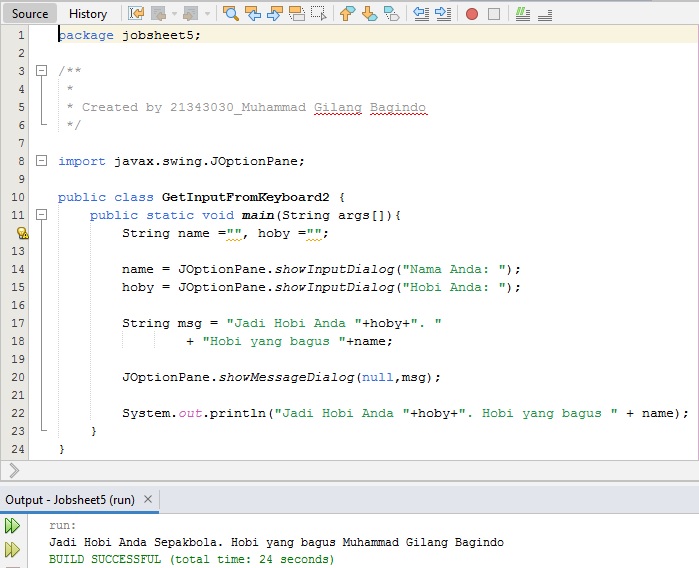 Source History
1 package jobsheet5;
2
3 /**
4 *
5 * Created by 21343030_Muhammad Gilang Bagindo
6 */
7
8 import javax.swing.JOptionPane;
9
10 public class GetInputFromKeyboard2 {
11 public static void main(String args[]){
String name ="", hoby ="";
13
14 name = JOptionPane.showInputDialog("Nama Anda: ");
15 hoby = JOptionPane.showInputDialog("Hobi Anda: ");
16
17 String msg = "Jadi Hobi Anda "+hoby+". "
18 + "Hobi yang bagus "+name;
19
20 JOptionPane.showMessageDialog(null,msg);
21
22 System.out.println("Jadi Hobi Anda "+hoby+". Hobi yang bagus " + name);
23 }
24 }
Output - Jobsheet5 (run) ×
run:
Jadi Hobi Anda Sepakbola. Hobi yang bagus Muhammad Gilang Bagindo
BUILD SUCCESSFUL (total time: 24 seconds)